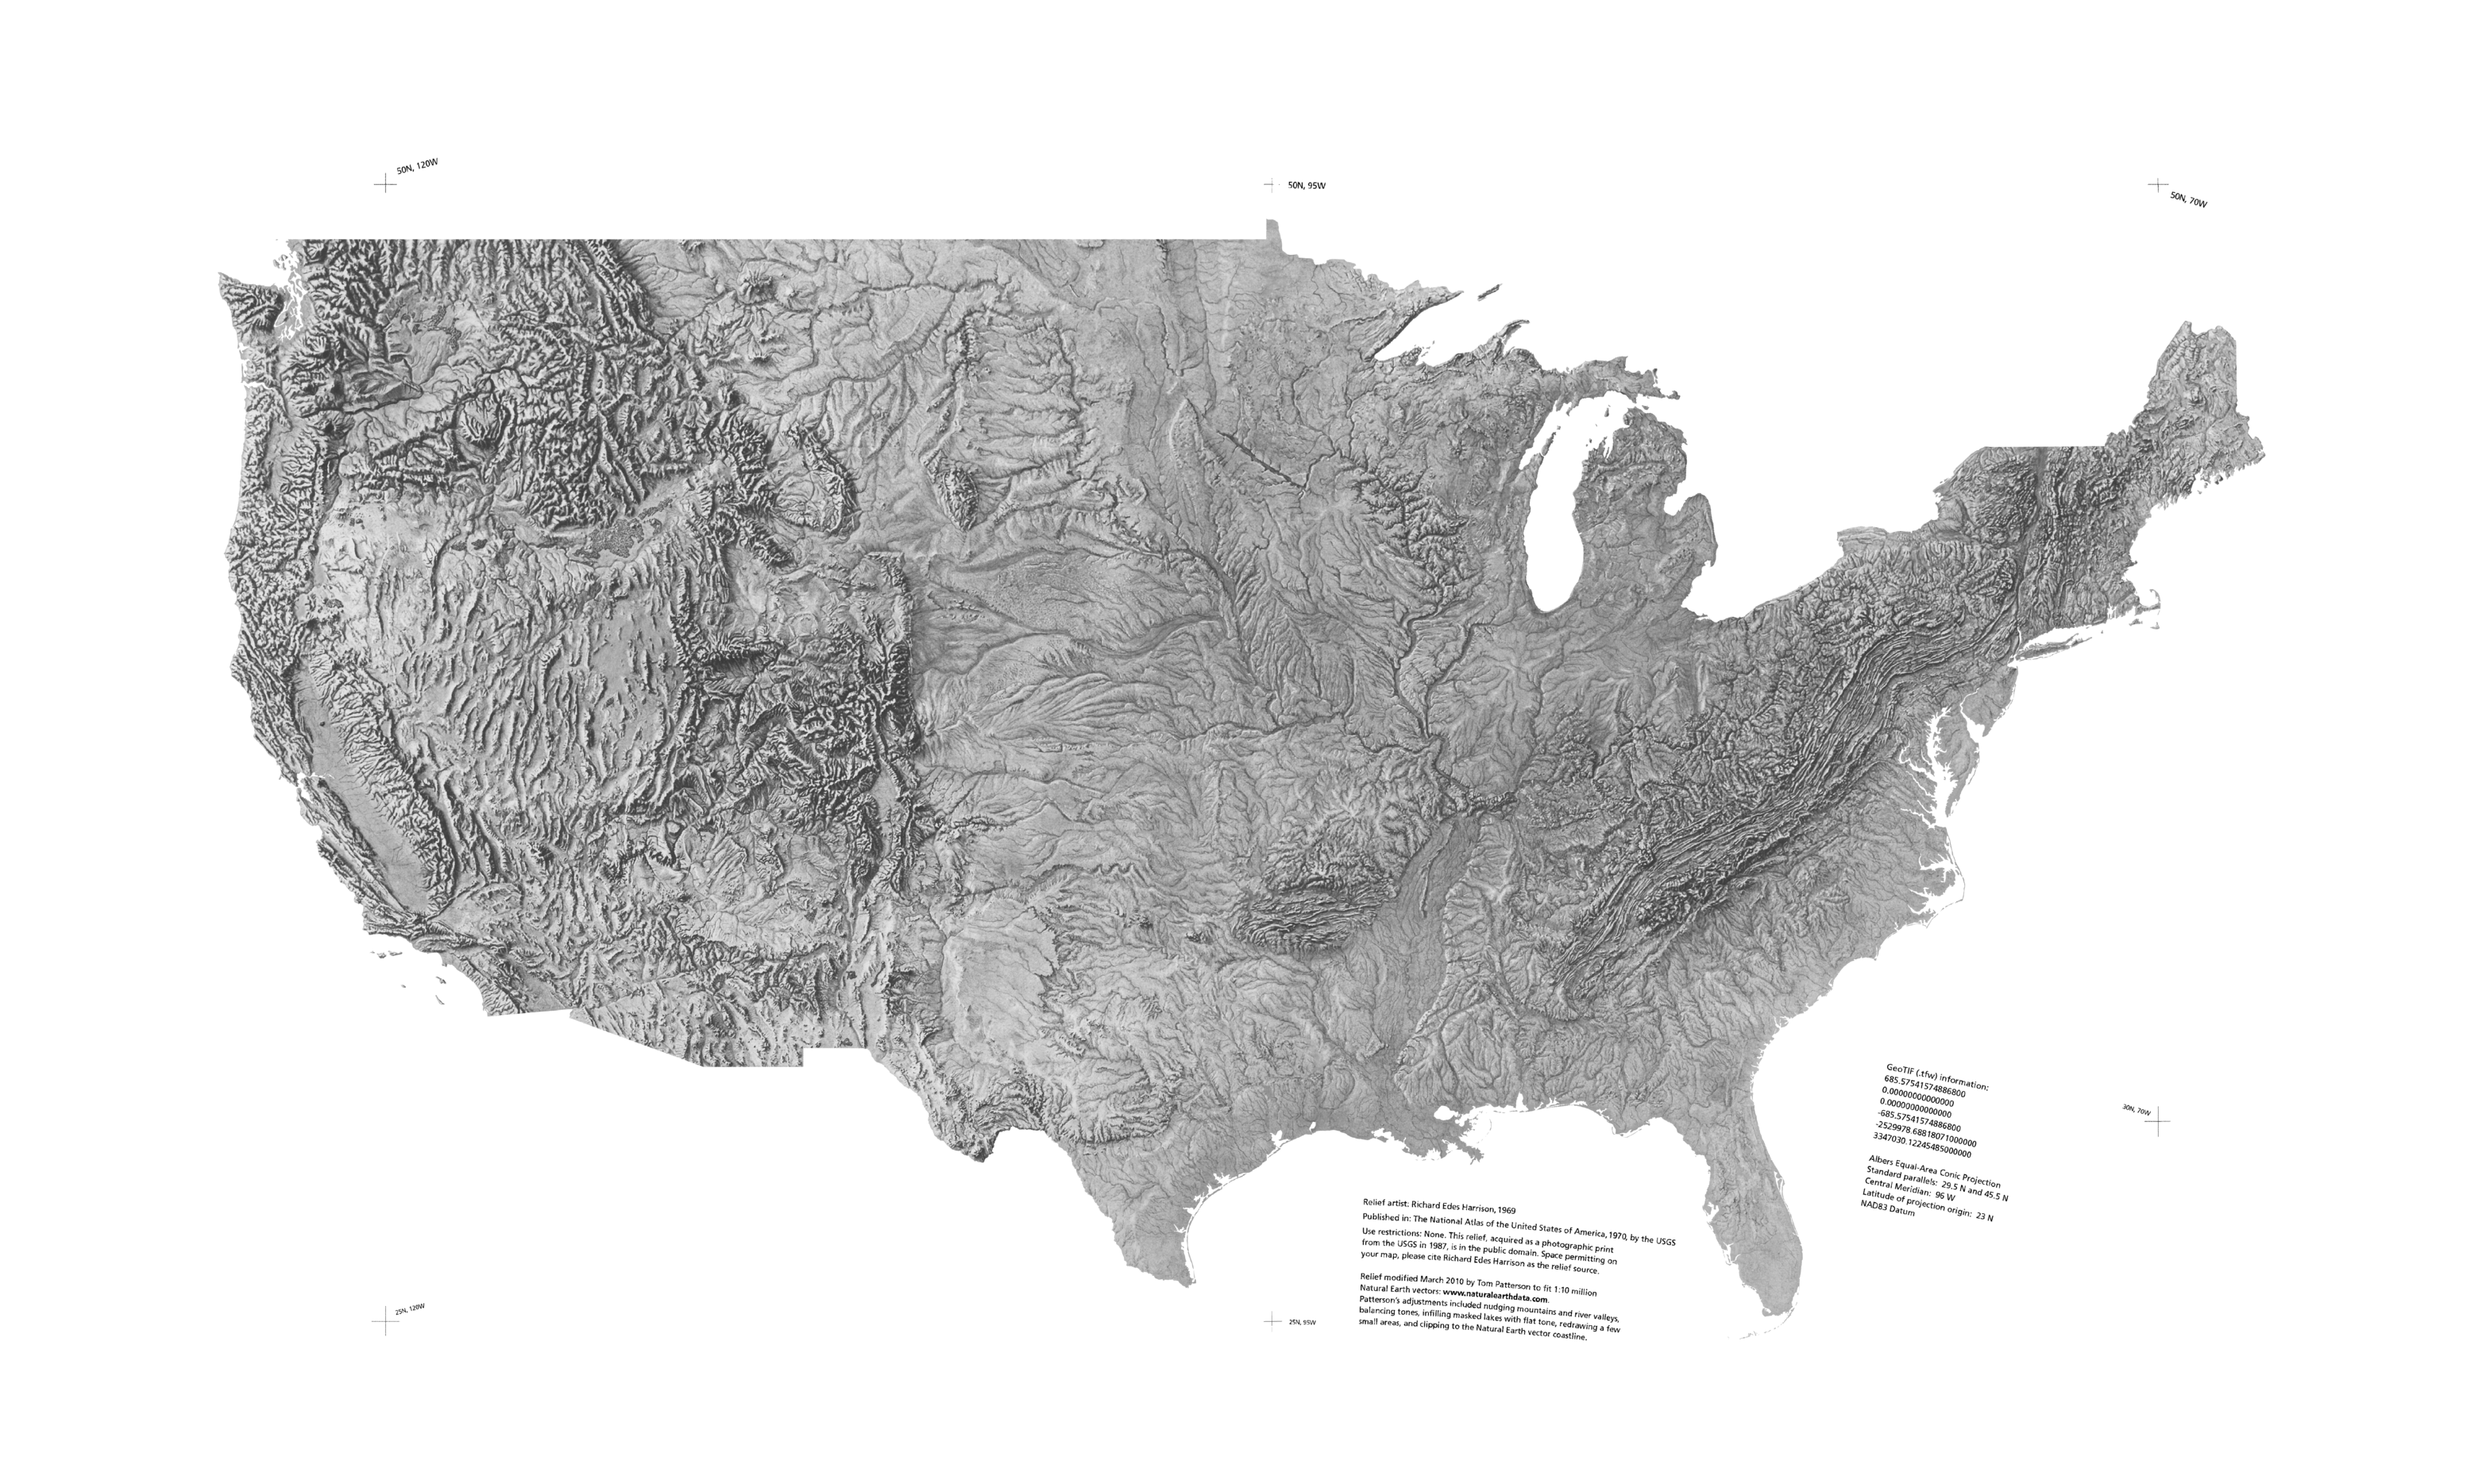 50N, 120W
50N, 95W
50N, 70W
GeoTIF (.tfw) information:
685.57541574886800
0.00000000000000
0.00000000000000
-685.57541574886800
-2529978.68818071000000
3347030.12245485000000
30N, 70W
Albers Equal-Area Conic Projection
Standard parallels: 29.5 N and 45.5 N
Central Meridian: 96 W
Latitude of projection origin: 23 N
NAD83 Datum
Relief artist: Richard Edes Harrison, 1969
Published in: The National Atlas of the United States of America, 1970, by the USGS
Use restrictions: None. This relief, acquired as a photographic print
from the USGS in 1987, is in the public domain. Space permitting on
your map, please cite Richard Edes Harrison as the relief source.
Relief modified March 2010 by Tom Patterson to fit 1:10 million
Natural Earth vectors: www.naturalearthdata.com.
Patterson's adjustments included nudging mountains and river valleys,
balancing tones, infilling masked lakes with flat tone, redrawing a few
small areas, and clipping to the Natural Earth vector coastline.
25N, 120W
25N, 95W